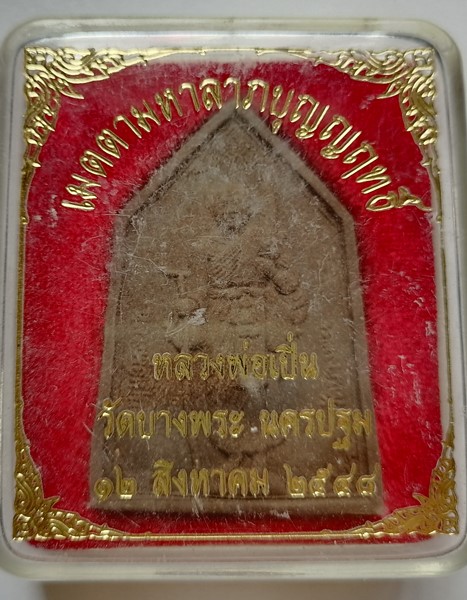 เมตตามหาลาภบุญญฤทธิ์
หลวงพ่อเปิ่น
วัดบางพระ นครปฐม
๑๒ สิงหาคม ๒๕๔๘